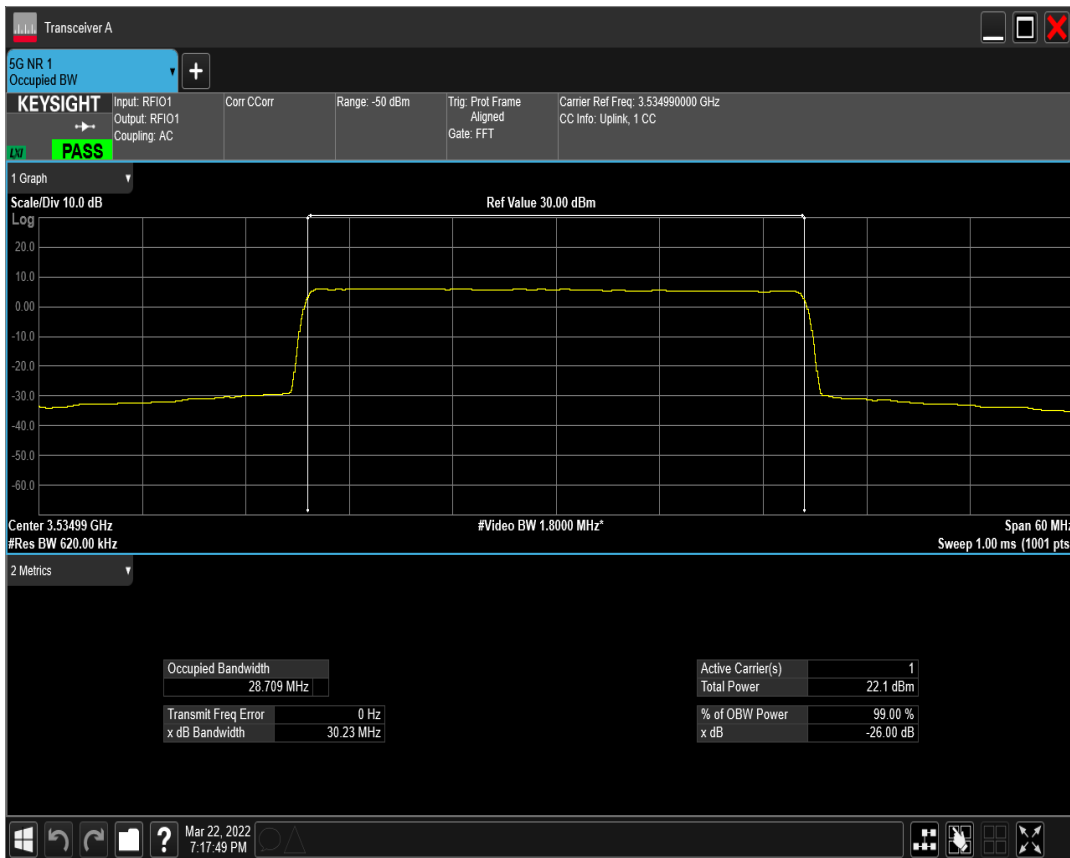 Transceiver A
5G NR 1
Occupied BW
KEYSIGHT
LXI
PASS
Input: RFIO1
Output: RFIO1
Coupling: AC
Corr CCorr
Range: -50 dBm
Trig: Prot Frame
Aligned
Gate: FFT
Carrier Ref Freq: 3.534990000 GHz
CC Info: Uplink, 1 CC
1 Graph
Scale/Div 10.0 dB
Ref Value 30.00 dBm
Log
20.0
10.0
0.00
-10.0
-20.0
-30.0
-40.0
-50.0
-60.0
Center 3.53499 GHz
#Video BW 1.8000 MHz*
Span 60 MHz
#Res BW 620.00 kHz
Sweep 1.00 ms (1001 pts
2 Metrics
Occupied Bandwidth
28.709 MHz
Transmit Freq Error 0 Hz
x dB Bandwidth 30.23 MHz
Active Carrier(s) 1
Total Power 22.1 dBm
% of OBW Power 99.00 %
x dB -26.00 dB
?
Mar 22, 2022
7:17:49 PM